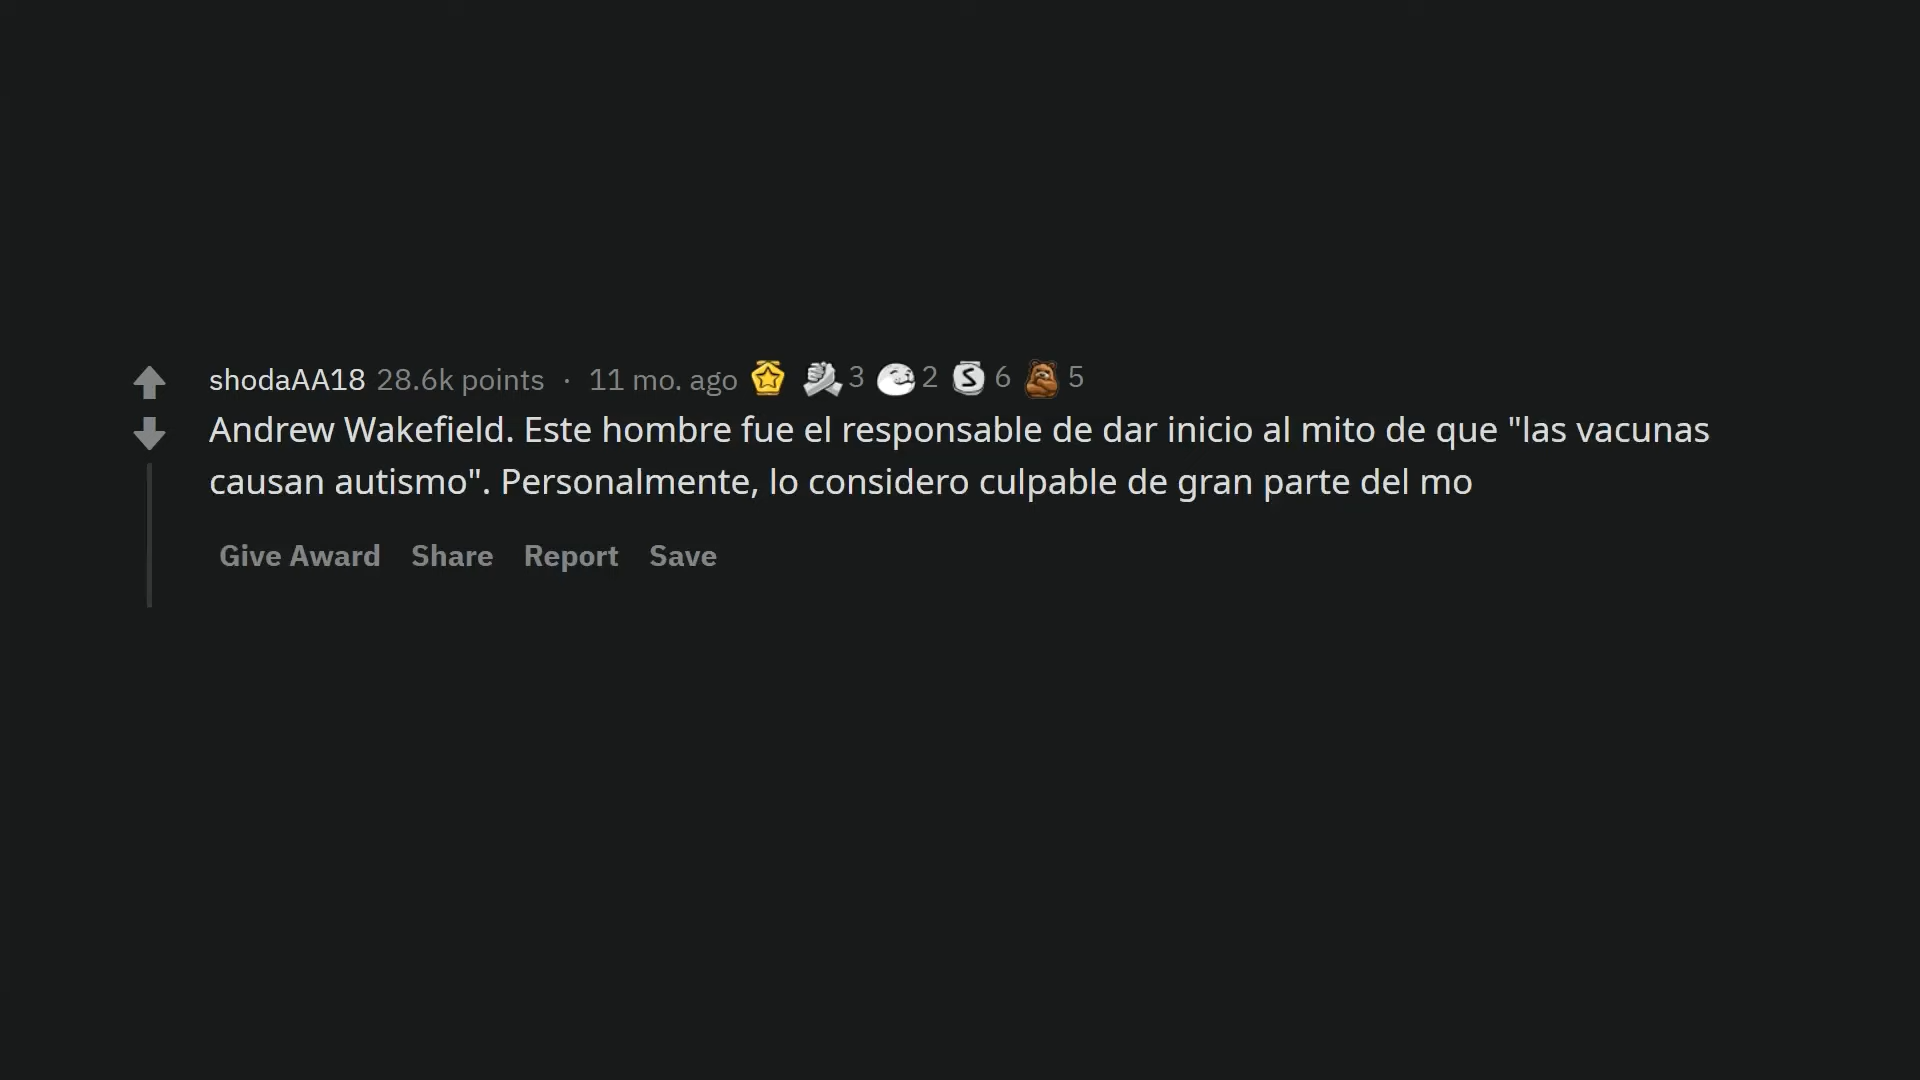 shodaAA18 28.6k points · 11 mo. ago 3 2 6 5
Andrew Wakefield. Este hombre fue el responsable de dar inicio al mito de que "las vacunas
causan autismo". Personalmente, lo considero culpable de gran parte del mo
Give Award Share Report Save